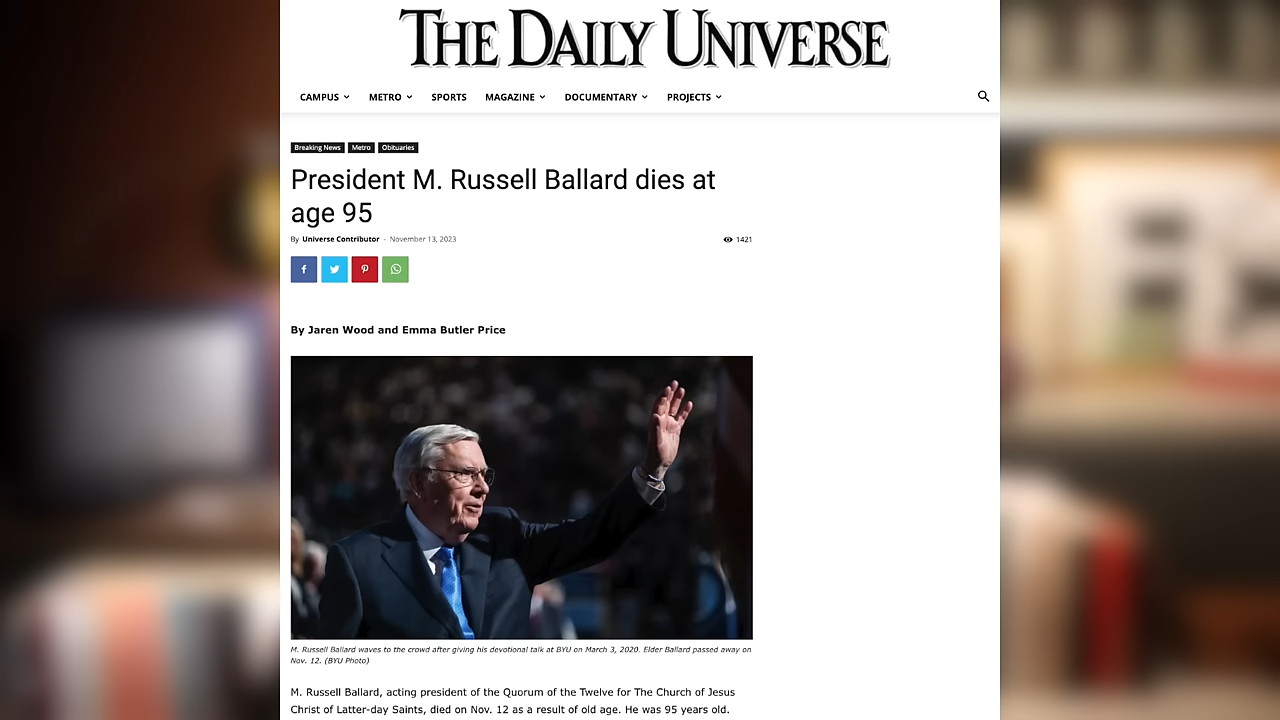 THE DAILY UNIVERSE
CAMPUS METRO SPORTS MAGAZINE DOCUMENTARY PROJECTS
Breaking News Metro Obituaries
President M. Russell Ballard dies at
age 95
By Universe Contributor - November 13, 2023 1421
By Jaren Wood and Emma Butler Price
M. Russell Ballard waves to the crowd after giving his devotional talk at BYU on March 3, 2020. Elder Ballard passed away on
Nov. 12. (BYU Photo)
M. Russell Ballard, acting president of the Quorum of the Twelve for The Church of Jesus
Christ of Latter-day Saints, died on Nov. 12 as a result of old age. He was 95 years old.